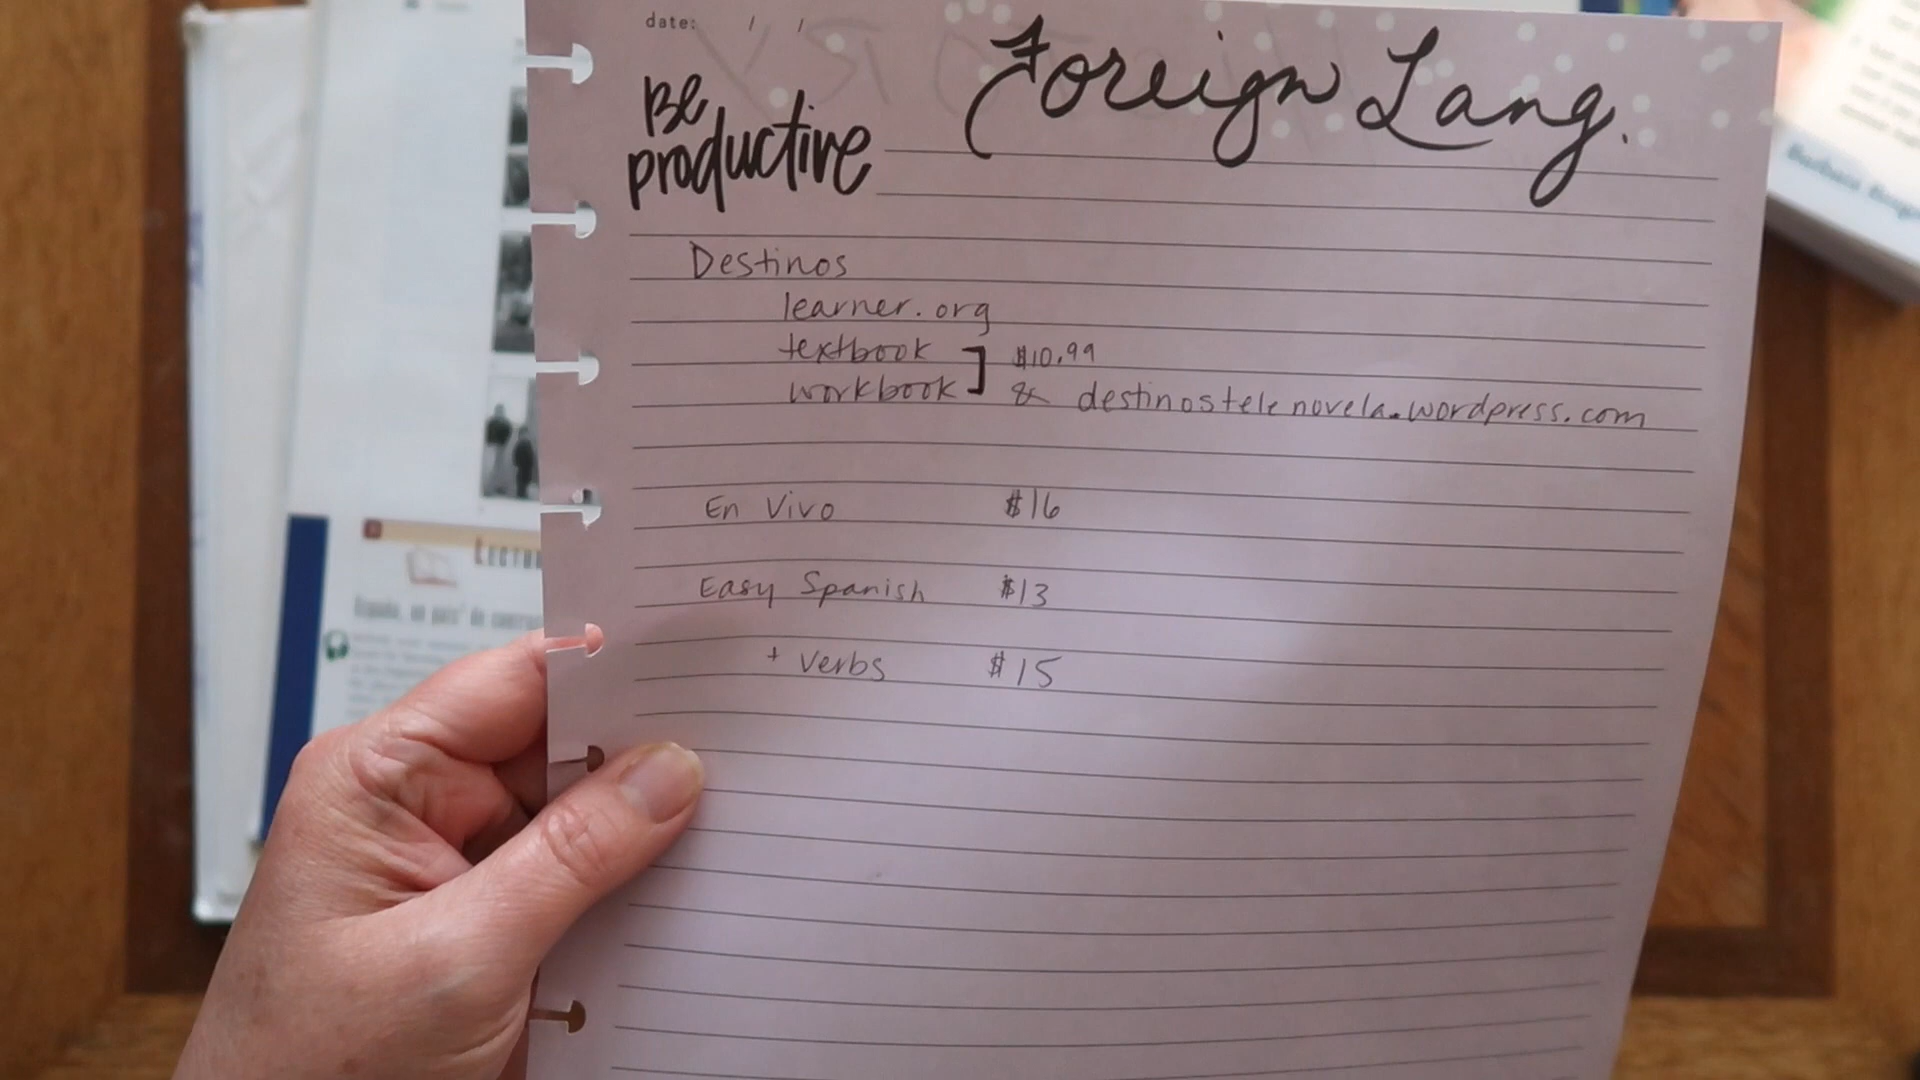 date: / /
Be
productive
Foreign Lang.
Destinos
learner.org
textbook ] $10.99
workbook & destinostelenovela.wordpress.com
En Vivo $16
Easy Spanish $13
+ verbs $15